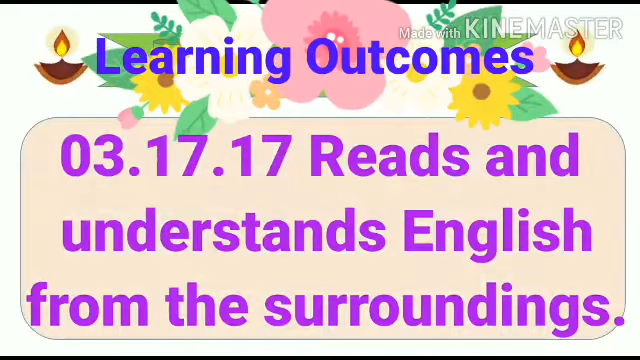 Made with KINEMASTER
Learning Outcomes
03.17.17 Reads and
understands English
from the surroundings.